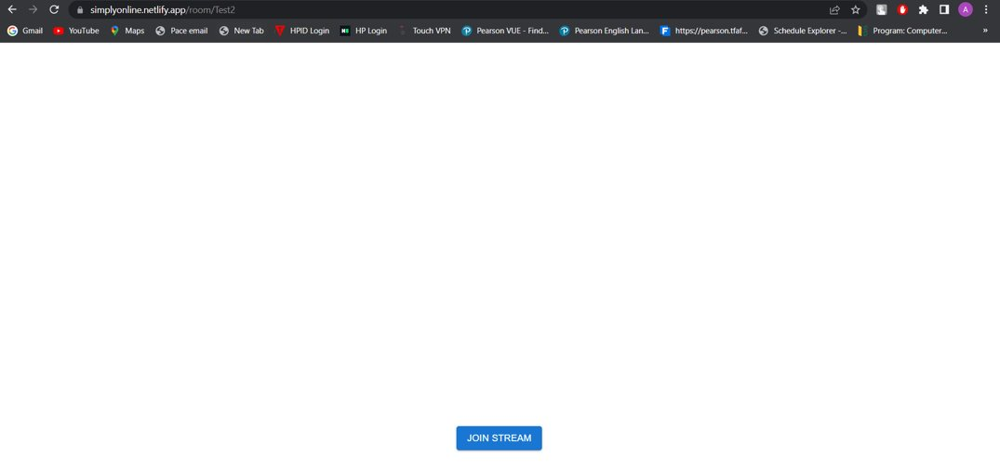 simplyonline.netlify.app/room/Test2
A
Gmail YouTube Maps Pace email New Tab HPID Login HP Login Touch VPN Pearson VUE - Find... Pearson English Lan... F https://pearson.tfaf... Schedule Explorer -... Program: Computer... »
JOIN STREAM